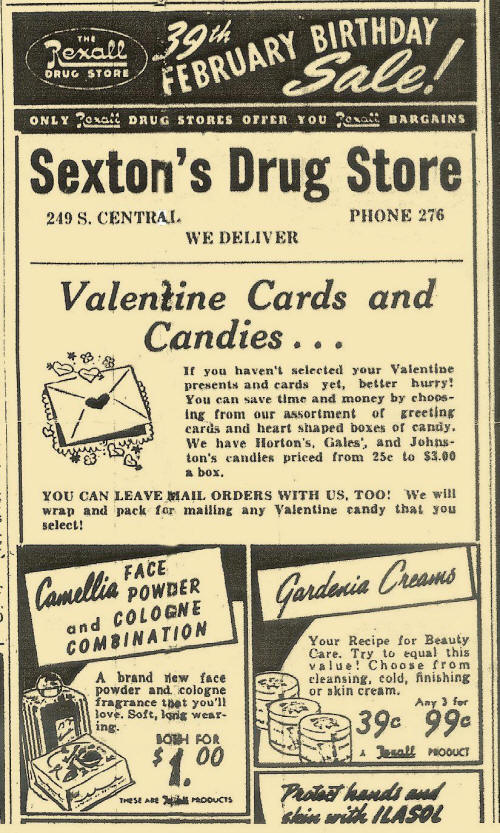 THE
Rexall
DRUG STORE
39th
FEBRUARY BIRTHDAY
Sale!
ONLY Rexall DRUG STORES OFFER YOU Rexall BARGAINS
Sexton's Drug Store
249 S. CENTRAL PHONE 276
WE DELIVER
Valentine Cards and
Candies...
If you haven't selected your Valentine
presents and cards yet, better hurry!
You can save time and money by choos-
ing from our assortment of greeting
cards and heart shaped boxes of candy.
We have Horton's, Gales', and Johns-
ton's candies priced from 25c to $3.00
a box.
YOU CAN LEAVE MAIL ORDERS WITH US, TOO! We will
wrap and pack for mailing any Valentine candy that you
select!
Camellia FACE
POWDER
and COLOGNE
COMBINATION
A brand new face
powder and cologne
fragrance that you'll
love. Soft, long wear-
ing.
BOTH FOR
$1.00
THESE ARE Rexall PRODUCTS
Gardenia Creams
Your Recipe for Beauty
Care. Try to equal this
value! Choose from
cleansing, cold, finishing
or skin cream.
Any 3 for
39c 99c
A Rexall PRODUCT
Protect hands and
skin with ILASOL